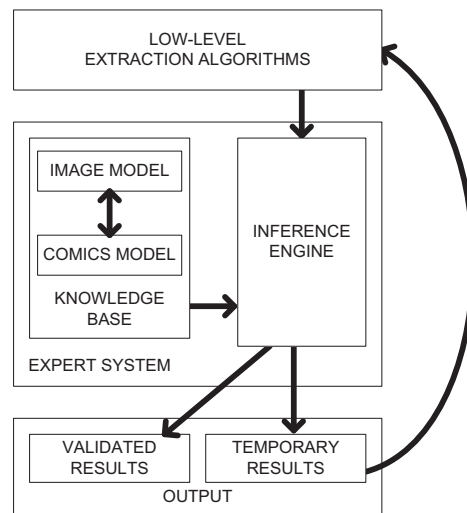 LOW-LEVEL
EXTRACTION ALGORITHMS
IMAGE MODEL
COMICS MODEL
KNOWLEDGE
BASE
INFERENCE
ENGINE
EXPERT SYSTEM
VALIDATED
RESULTS
TEMPORARY
RESULTS
OUTPUT